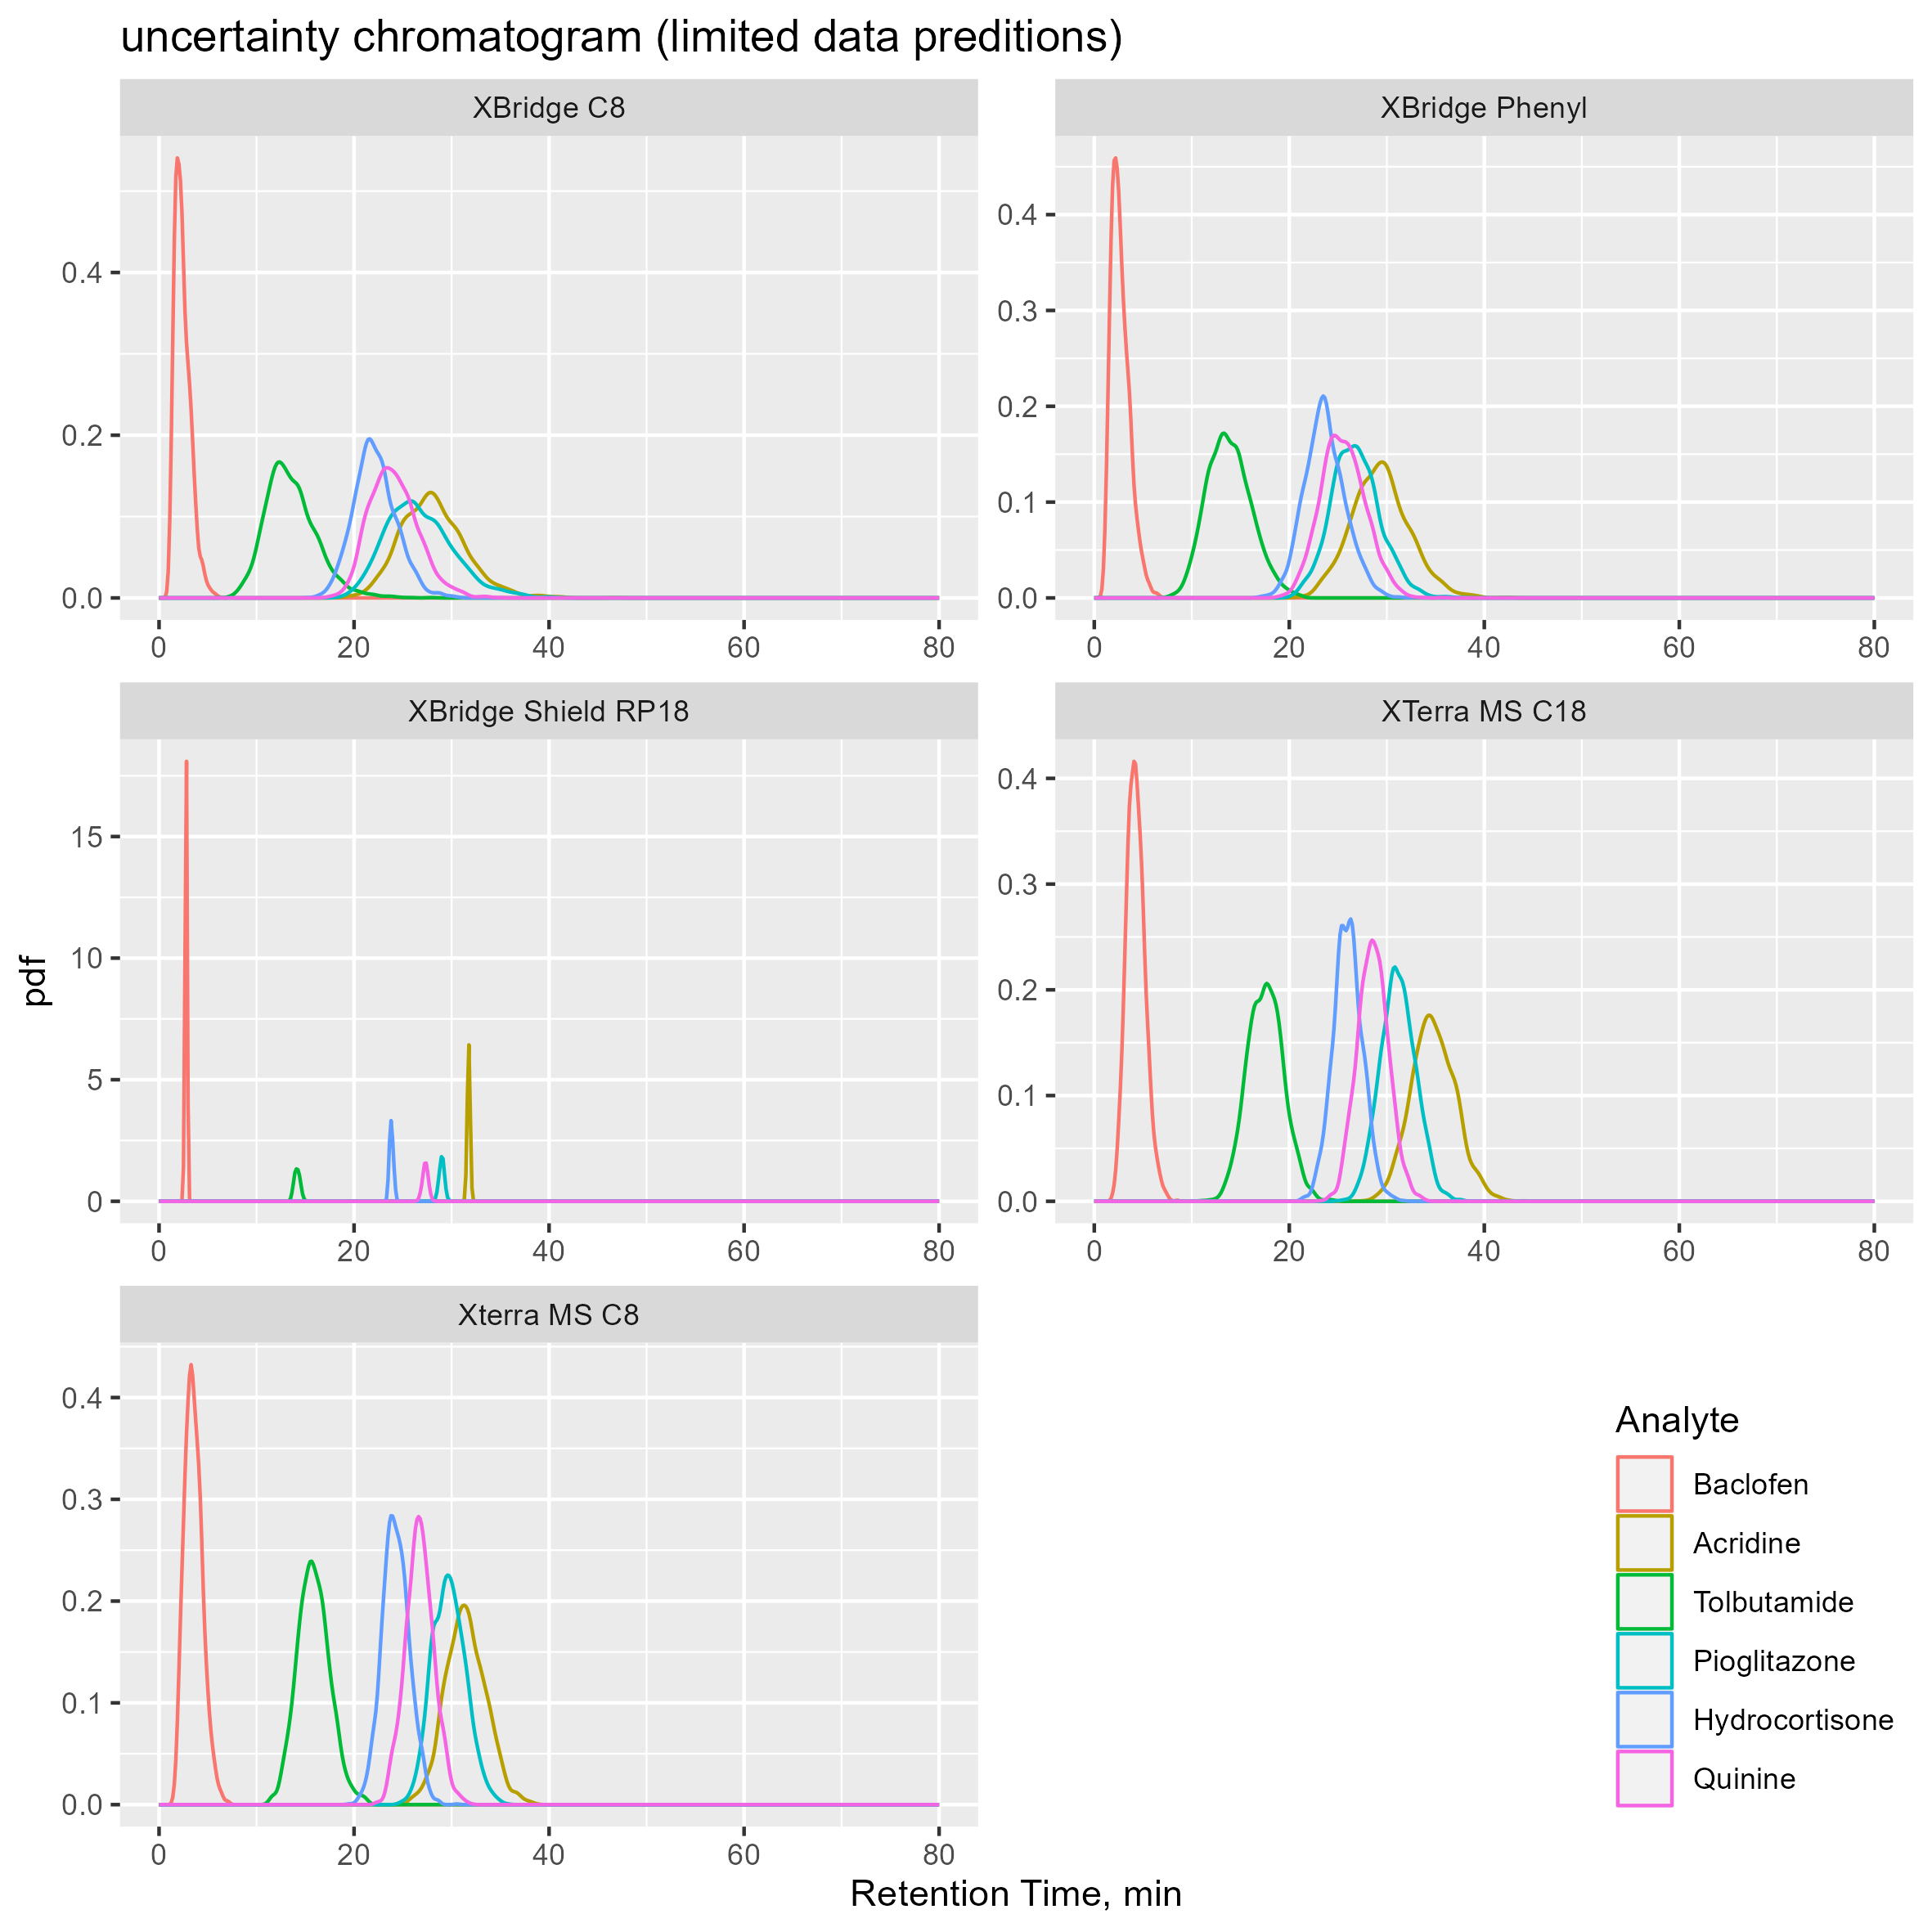 uncertainty chromatogram (limited data preditions)
XBridge C8
XBridge Phenyl
0.4
0.2
0.0
0 20 40 60 80
0.4
0.3
0.2
0.1
0.0
0 20 40 60 80
XBridge Shield RP18
XTerra MS C18
pdf
15
10
5
0
0 20 40 60 80
0.4
0.3
0.2
0.1
0.0
0 20 40 60 80
Xterra MS C8
0.4
0.3
0.2
0.1
0.0
0 20 40 60 80
Retention Time, min
Analyte
Baclofen
Acridine
Tolbutamide
Pioglitazone
Hydrocortisone
Quinine